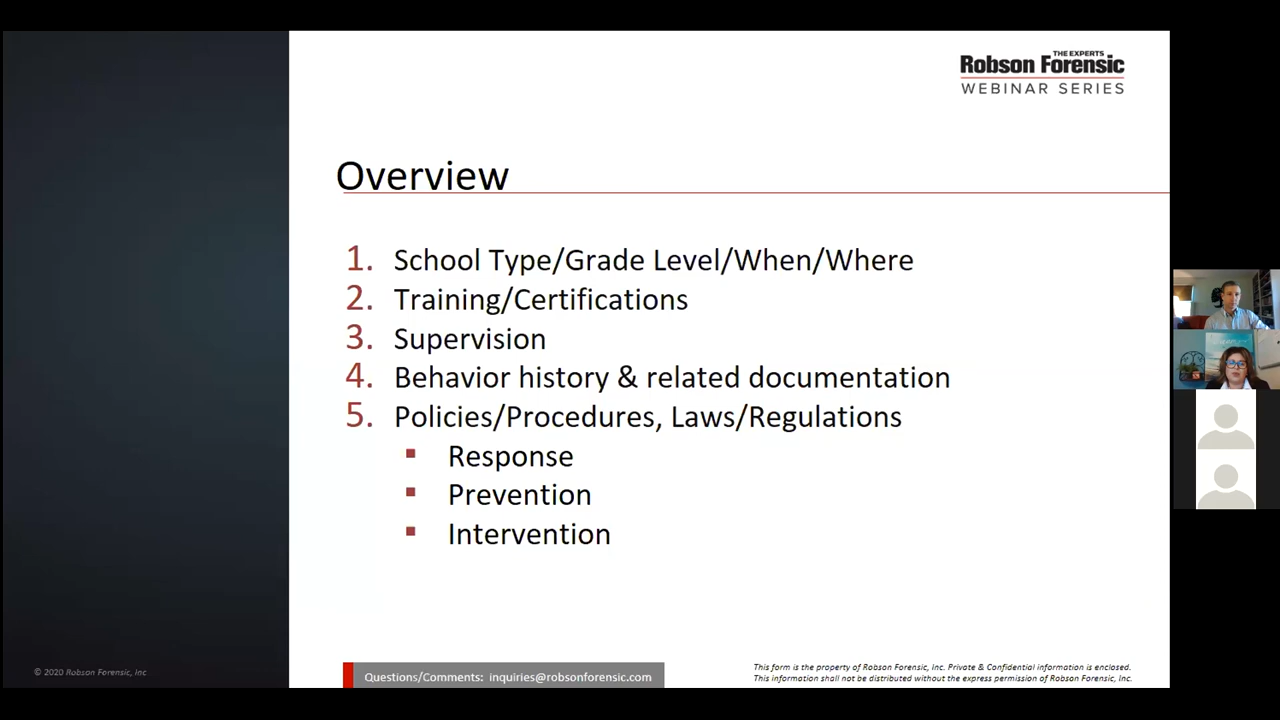 THE EXPERTS
Robson Forensic
WEBINAR SERIES
Overview
1. School Type/Grade Level/When/Where
2. Training/Certifications
3. Supervision
4. Behavior history & related documentation
5. Policies/Procedures, Laws/Regulations
▪ Response
▪ Prevention
▪ Intervention
© 2020 Robson Forensic, Inc
Questions/Comments: inquiries@robsonforensic.com
This form is the property of Robson Forensic, Inc. Private & Confidential information is enclosed.
This information shall not be distributed without the express permission of Robson Forensic, Inc.